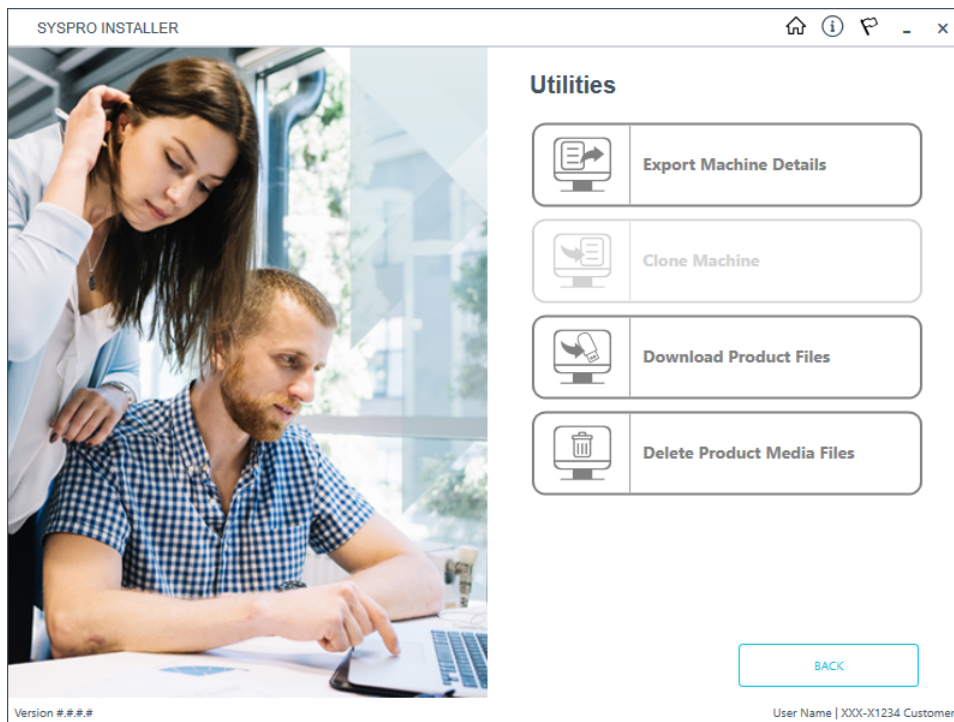 SYSPRO INSTALLER
Utilities
Export Machine Details
Clone Machine
Download Product Files
Delete Product Media Files
BACK
Version #.#.#.#
User Name | XXX-X1234 Customer